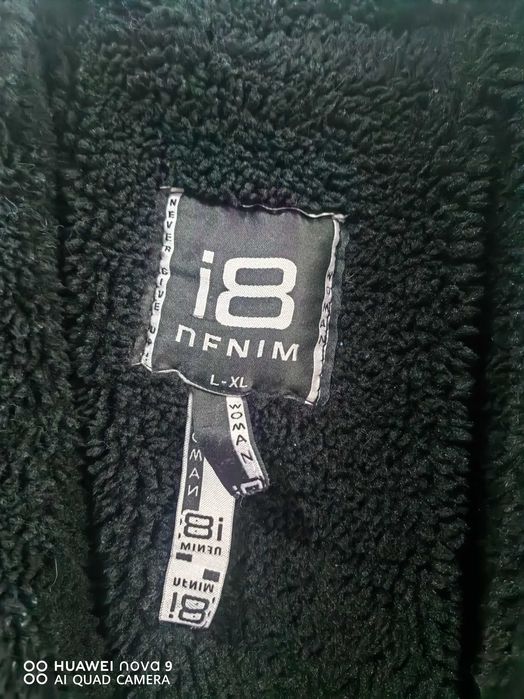 NEVER GIVE UP
i8
DENIM
L-XL
WOMAN
WOMAN
i8
DENIM
DENIM
i8
HUAWEI nova 9
AI QUAD CAMERA